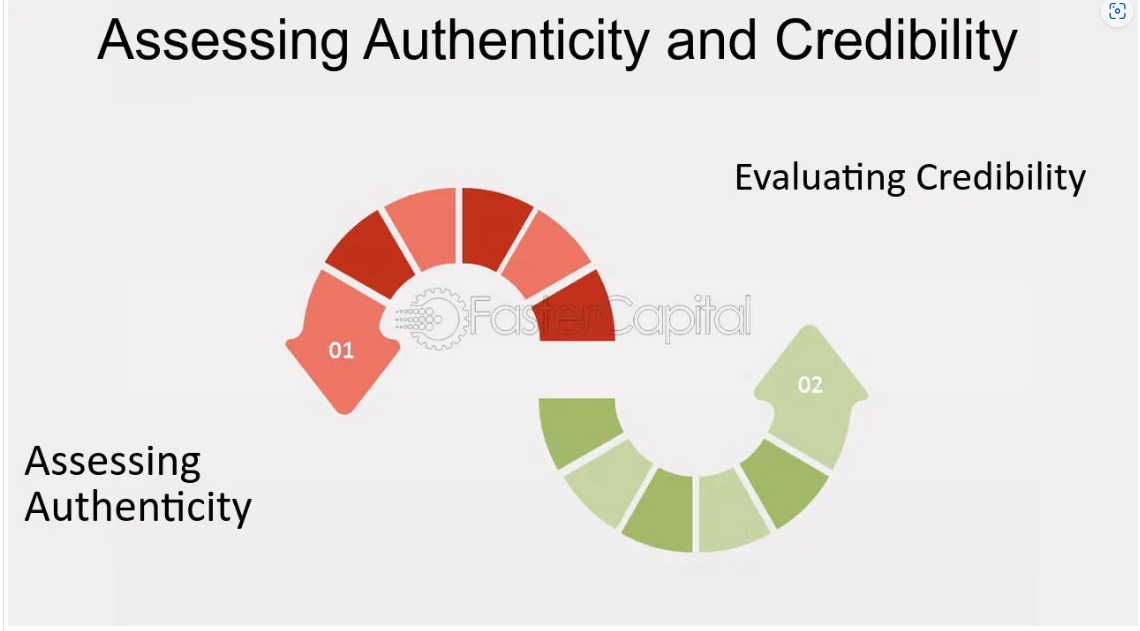 Assessing Authenticity and Credibility
Evaluating Credibility
FasterCapital
01
02
Assessing
Authenticity